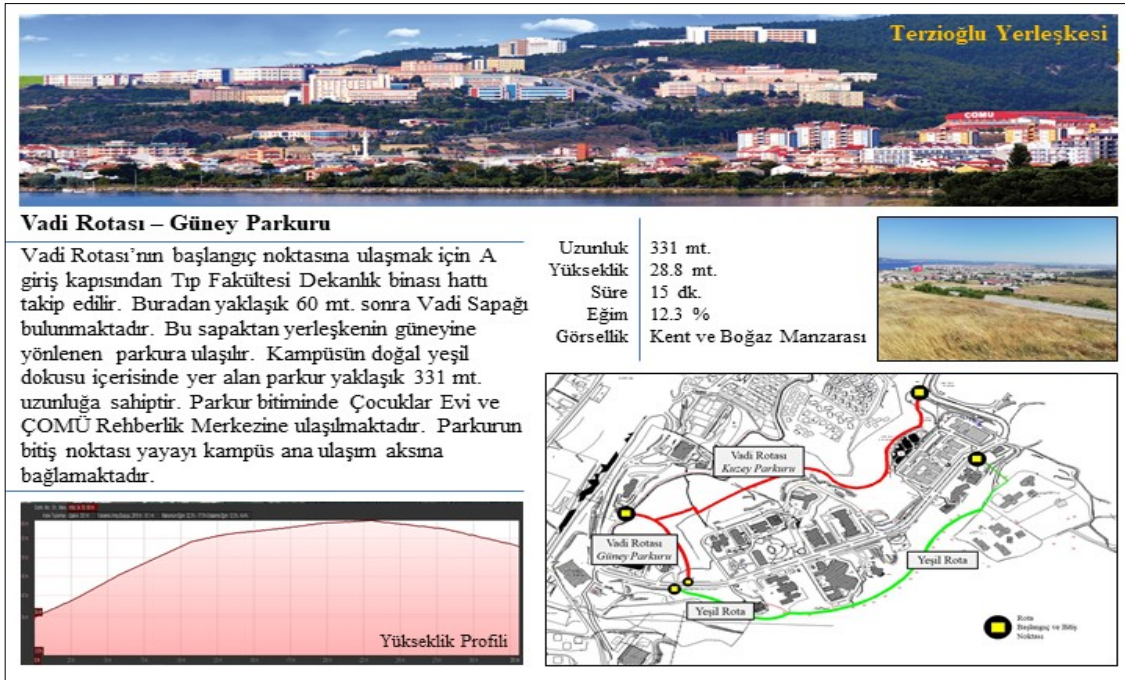 Terzioğlu Yerleşkesi
ÇOMU
Vadi Rotası – Güney Parkuru
Vadi Rotası’nın başlangıç noktasına ulaşmak için A
giriş kapısından Tıp Fakültesi Dekanlık binası hattı
takip edilir. Buradan yaklaşık 60 mt. sonra Vadi Sapağı
bulunmaktadır. Bu sapaktan yerleşkenin güneyine
yönlenen parkura ulaşılır. Kampüsün doğal yeşil
dokusu içerisinde yer alan parkur yaklaşık 331 mt.
uzunluğa sahiptir. Parkur bitiminde Çocuklar Evi ve
ÇOMÜ Rehberlik Merkezine ulaşılmaktadır. Parkurun
bitiş noktası yayayı kampüs ana ulaşım aksına
bağlamaktadır.
Uzunluk 331 mt.
Yükseklik 28.8 mt.
Süre 15 dk.
Eğim 12.3 %
Görsellik Kent ve Boğaz Manzarası
Yükseklik Profili
Vadi Rotası
Kuzey Parkuru
Vadi Rotası
Güney Parkuru
Yeşil Rota
Yeşil Rota
Rota
Başlangıç ve Bitiş
Noktası